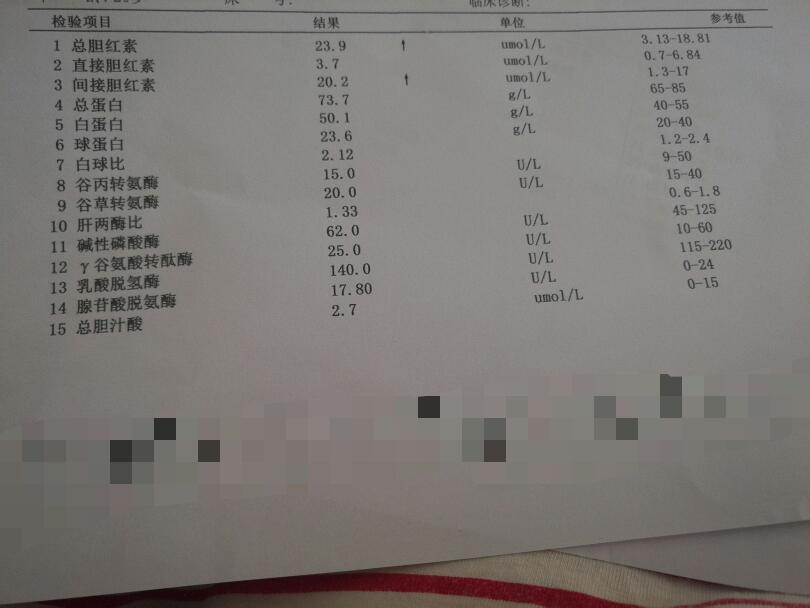 临床诊断:
检验项目 结果 单位 参考值
1 总胆红素 23.9 ↑ umol/L 3.13-18.81
2 直接胆红素 3.7 umol/L 0.7-6.84
3 间接胆红素 20.2 ↑ umol/L 1.3-17
4 总蛋白 73.7 g/L 65-85
5 白蛋白 50.1 g/L 40-55
6 球蛋白 23.6 g/L 20-40
7 白球比 2.12 1.2-2.4
8 谷丙转氨酶 15.0 U/L 9-50
9 谷草转氨酶 20.0 U/L 15-40
10 肝两酶比 1.33 0.6-1.8
11 碱性磷酸酶 62.0 U/L 45-125
12 γ谷氨酸转酞酶 25.0 U/L 10-60
13 乳酸脱氢酶 140.0 U/L 115-220
14 腺苷酸脱氨酶 17.80 U/L 0-24
15 总胆汁酸 2.7 umol/L 0-15